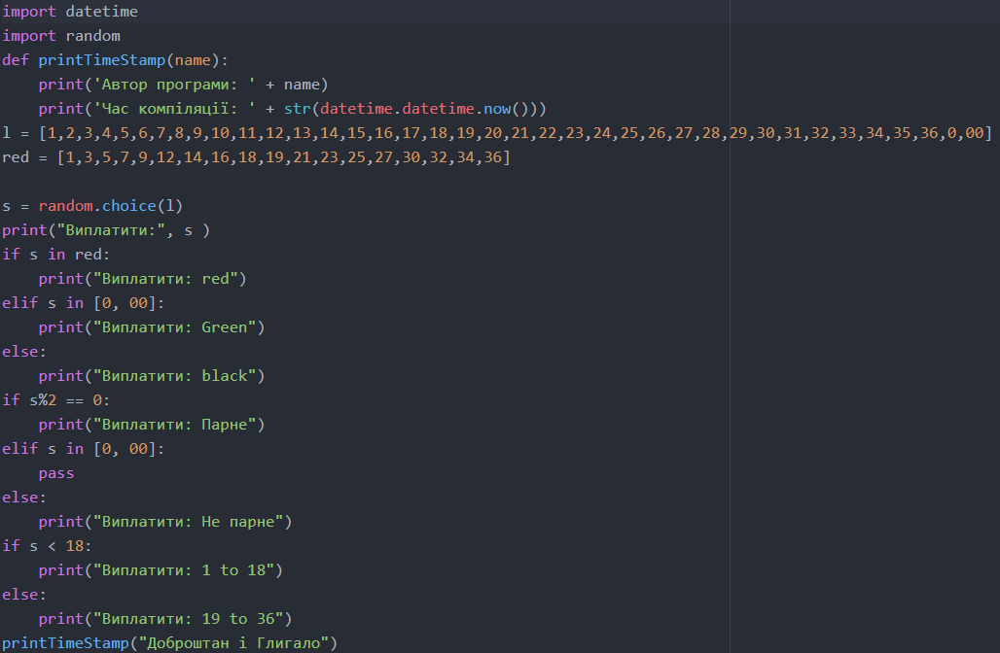 import datetime
import random
def printTimeStamp(name):
    print('Автор програми: ' + name)
    print('Час компіляції: ' + str(datetime.datetime.now()))
l = [1,2,3,4,5,6,7,8,9,10,11,12,13,14,15,16,17,18,19,20,21,22,23,24,25,26,27,28,29,30,31,32,33,34,35,36,0,00]
red = [1,3,5,7,9,12,14,16,18,19,21,23,25,27,30,32,34,36]

s = random.choice(l)
print("Виплатити:", s )
if s in red:
    print("Виплатити: red")
elif s in [0, 00]:
    print("Виплатити: Green")
else:
    print("Виплатити: black")
if s%2 == 0:
    print("Виплатити: Парне")
elif s in [0, 00]:
    pass
else:
    print("Виплатити: Не парне")
if s < 18:
    print("Виплатити: 1 to 18")
else:
    print("Виплатити: 19 to 36")
printTimeStamp("Доброштан і Глигало")